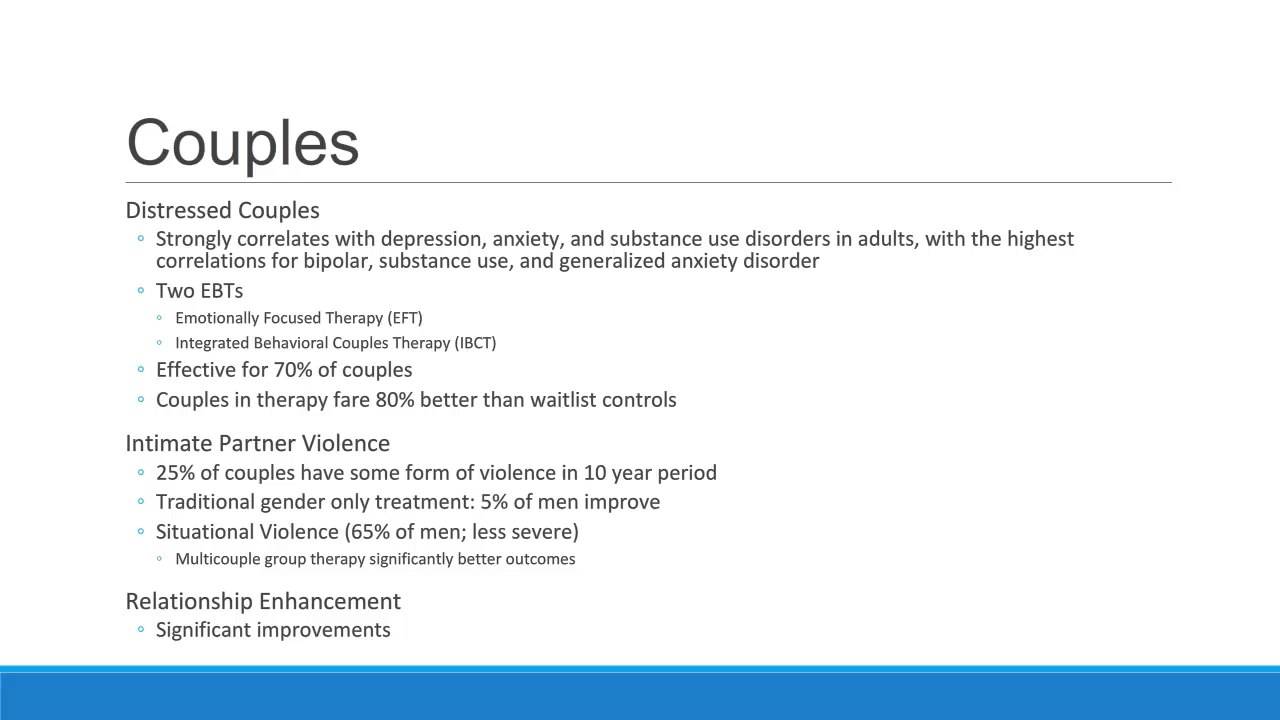 Couples
Distressed Couples
◦ Strongly correlates with depression, anxiety, and substance use disorders in adults, with the highest
correlations for bipolar, substance use, and generalized anxiety disorder
◦ Two EBTs
◦ Emotionally Focused Therapy (EFT)
◦ Integrated Behavioral Couples Therapy (IBCT)
◦ Effective for 70% of couples
◦ Couples in therapy fare 80% better than waitlist controls
Intimate Partner Violence
◦ 25% of couples have some form of violence in 10 year period
◦ Traditional gender only treatment: 5% of men improve
◦ Situational Violence (65% of men; less severe)
◦ Multicouple group therapy significantly better outcomes
Relationship Enhancement
◦ Significant improvements